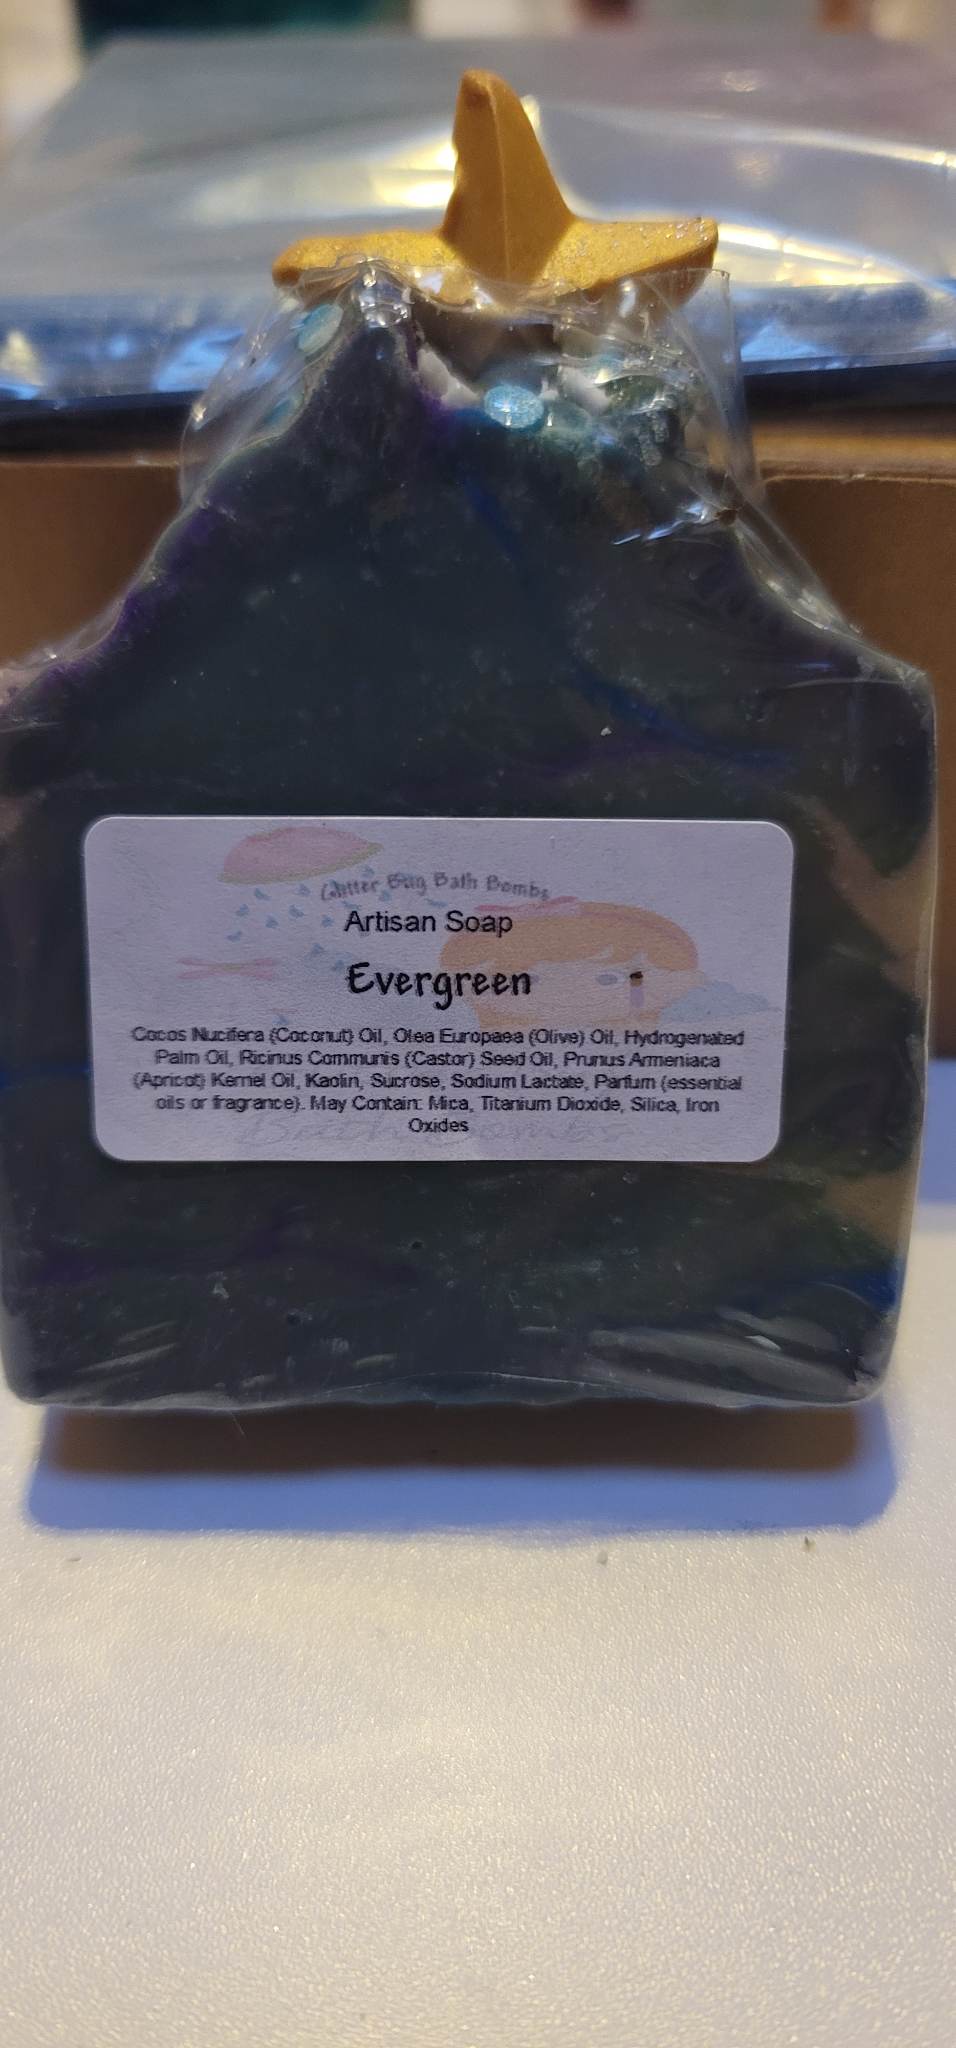 Glitter Bug Bath Bombs
Artisan Soap
Evergreen
Cocos Nucifera (Coconut) Oil, Olea Europaea (Olive) Oil, Hydrogenated
Palm Oil, Ricinus Communis (Castor) Seed Oil, Prunus Armeniaca
(Apricot) Kernel Oil, Kaolin, Sucrose, Sodium Lactate, Parfum (essential
oils or fragrance). May Contain: Mica, Titanium Dioxide, Silica, Iron
Oxides
Bath Bombs